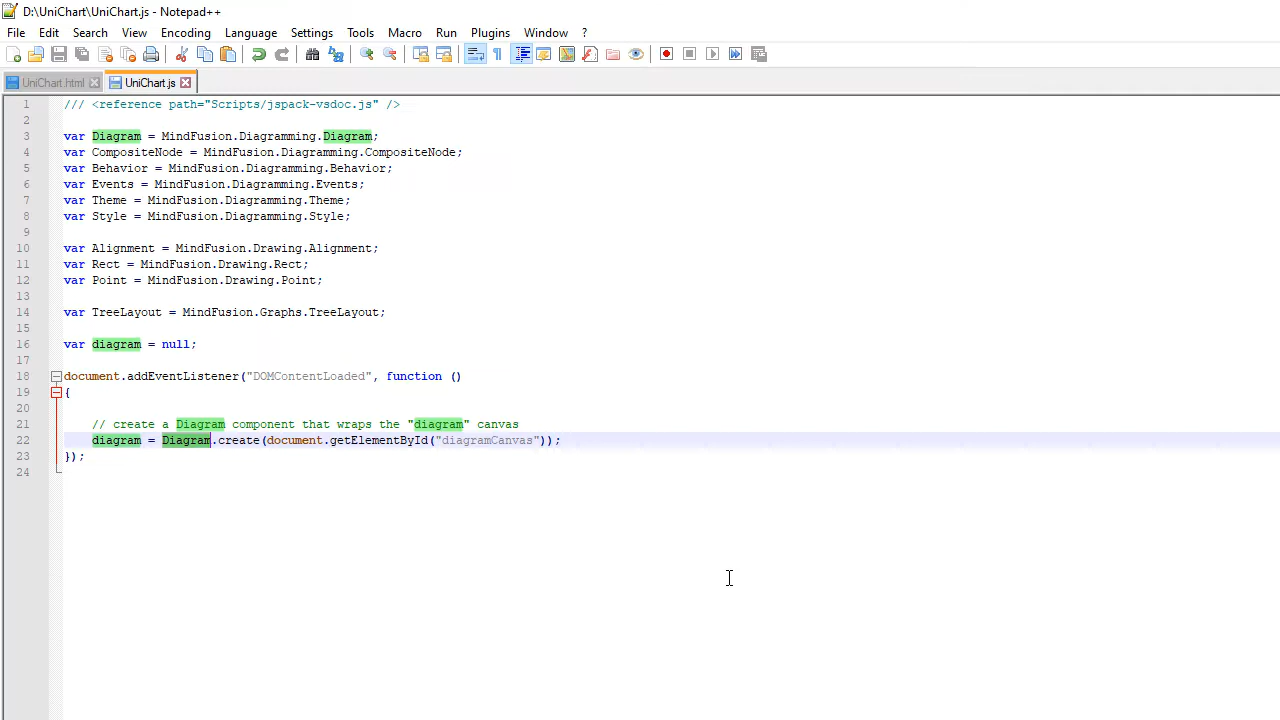 D:\UniChart\UniChart.js - Notepad++
File Edit Search View Encoding Language Settings Tools Macro Run Plugins Window ?
UniChart.html UniChart.js
1 /// <reference path="Scripts/jspack-vsdoc.js" />
2
3 var Diagram = MindFusion.Diagramming.Diagram;
4 var CompositeNode = MindFusion.Diagramming.CompositeNode;
5 var Behavior = MindFusion.Diagramming.Behavior;
6 var Events = MindFusion.Diagramming.Events;
7 var Theme = MindFusion.Diagramming.Theme;
8 var Style = MindFusion.Diagramming.Style;
9
10 var Alignment = MindFusion.Drawing.Alignment;
11 var Rect = MindFusion.Drawing.Rect;
12 var Point = MindFusion.Drawing.Point;
13
14 var TreeLayout = MindFusion.Graphs.TreeLayout;
15
16 var diagram = null;
17
18 document.addEventListener("DOMContentLoaded", function ()
19 {
20
21 // create a Diagram component that wraps the "diagram" canvas
22 diagram = Diagram.create(document.getElementById("diagramCanvas"));
23 });
24